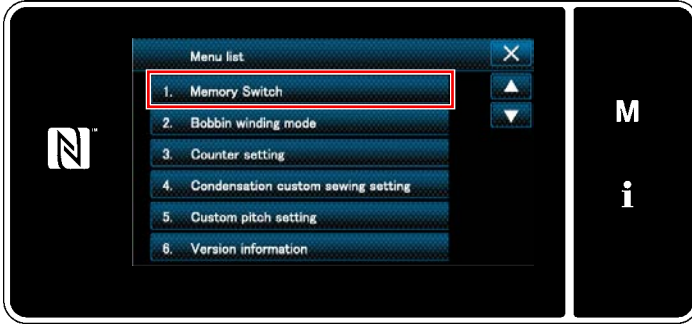 Menu list
1. Memory Switch
2. Bobbin winding mode
3. Counter setting
4. Condensation custom sewing setting
5. Custom pitch setting
6. Version information
M
i